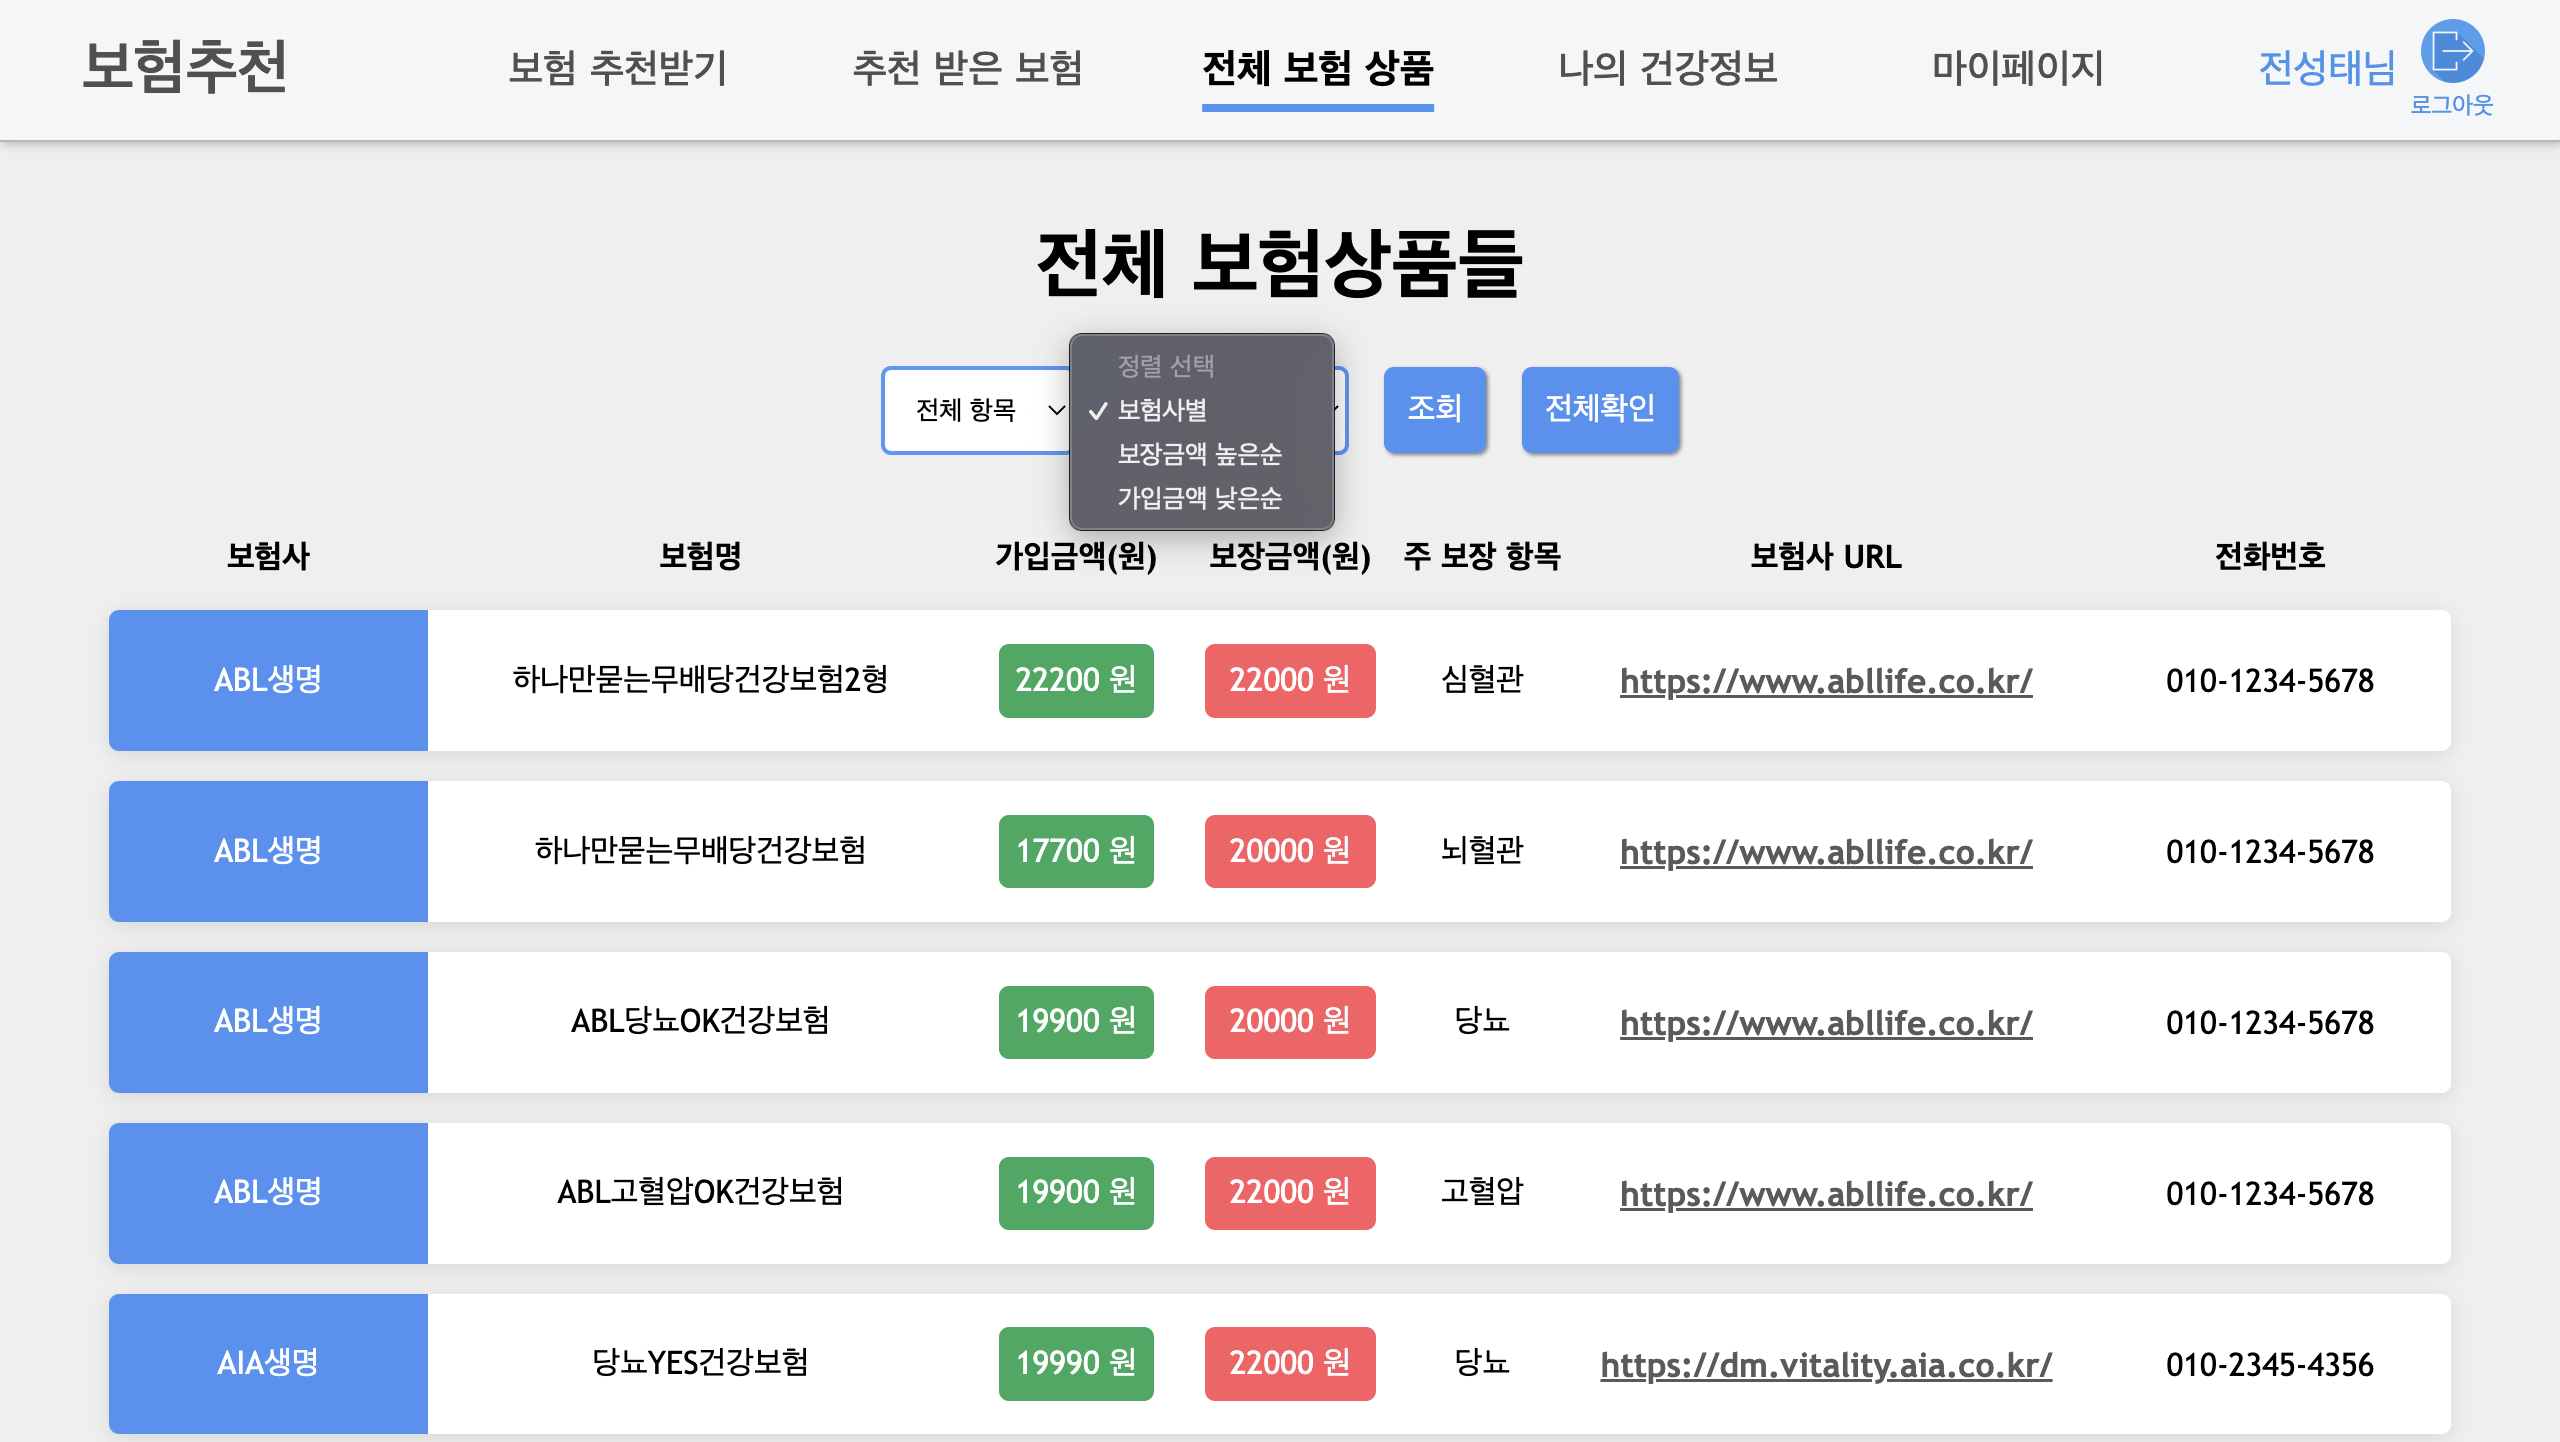 보험추천
보험 추천받기
추천 받은 보험
전체 보험 상품
나의 건강정보
마이페이지
전성태님
로그아웃
전체 보험상품들
전체 항목
정렬 선택
보험사별
보장금액 높은순
가입금액 낮은순
조회
전체확인
보험사 보험명 가입금액(원) 보장금액(원) 주 보장 항목 보험사 URL 전화번호
ABL생명 하나만묻는무배당건강보험2형 22200 원 22000 원 심혈관 https://www.abllife.co.kr/ 010-1234-5678
ABL생명 하나만묻는무배당건강보험 17700 원 20000 원 뇌혈관 https://www.abllife.co.kr/ 010-1234-5678
ABL생명 ABL당뇨OK건강보험 19900 원 20000 원 당뇨 https://www.abllife.co.kr/ 010-1234-5678
ABL생명 ABL고혈압OK건강보험 19900 원 22000 원 고혈압 https://www.abllife.co.kr/ 010-1234-5678
AIA생명 당뇨YES건강보험 19990 원 22000 원 당뇨 https://dm.vitality.aia.co.kr/ 010-2345-4356